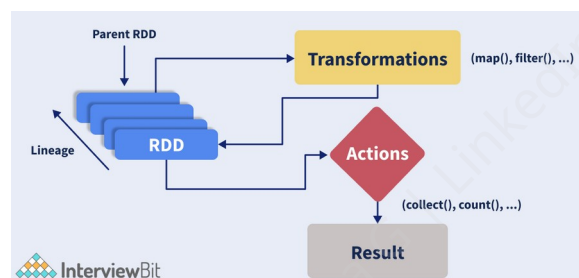 Parent RDD
Transformations
(map(), filter(), ...)
RDD
Lineage
Actions
(collect(), count(), ...)
Result
InterviewBit